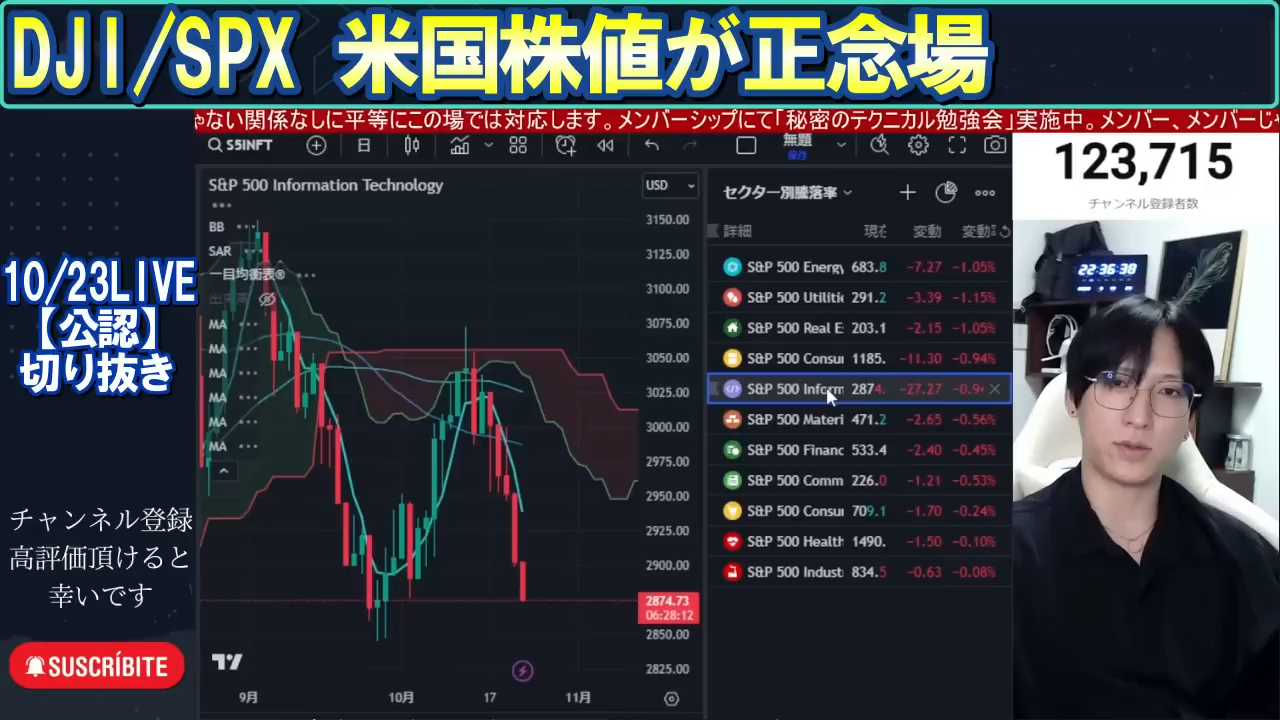 DJI/SPX 米国株値が正念場
ない関係なしに平等にこの場では対応します。メンバーシップにて「秘密のテクニカル勉強会」実施中。メンバー、メンバーじ
S5INFT
日
無題
保存
123,715
チャンネル登録者数
S&P 500 Information Technology
USD
BB
SAR
一目均衡表
MA
MA
MA
MA
MA
MA
3150.00
3125.00
3100.00
3075.00
3050.00
3025.00
3000.00
2975.00
2950.00
2925.00
2900.00
2874.73
06:28:12
2850.00
2825.00
9月
10月
17
11月
セクター別騰落率
詳細 変動
S&P 500 Energy 683.8 −7.27 −1.05%
S&P 500 Utiliti 291.2 −3.39 −1.15%
S&P 500 Real E 203.1 −2.15 −1.05%
S&P 500 Consu 1185. −11.30 −0.94%
S&P 500 Inform 2874. −27.27 −0.9
S&P 500 Materi 471.2 −2.65 −0.56%
S&P 500 Financ 533.4 −2.40 −0.45%
S&P 500 Comm 226.0 −1.21 −0.53%
S&P 500 Consu 709.1 −1.70 −0.24%
S&P 500 Health 1490. −1.50 −0.10%
S&P 500 Indust 834.5 −0.63 −0.08%
22:36:38
10/23LIVE
【公認】
切り抜き
チャンネル登録
高評価頂けると
幸いです
SUSCRÍBITE